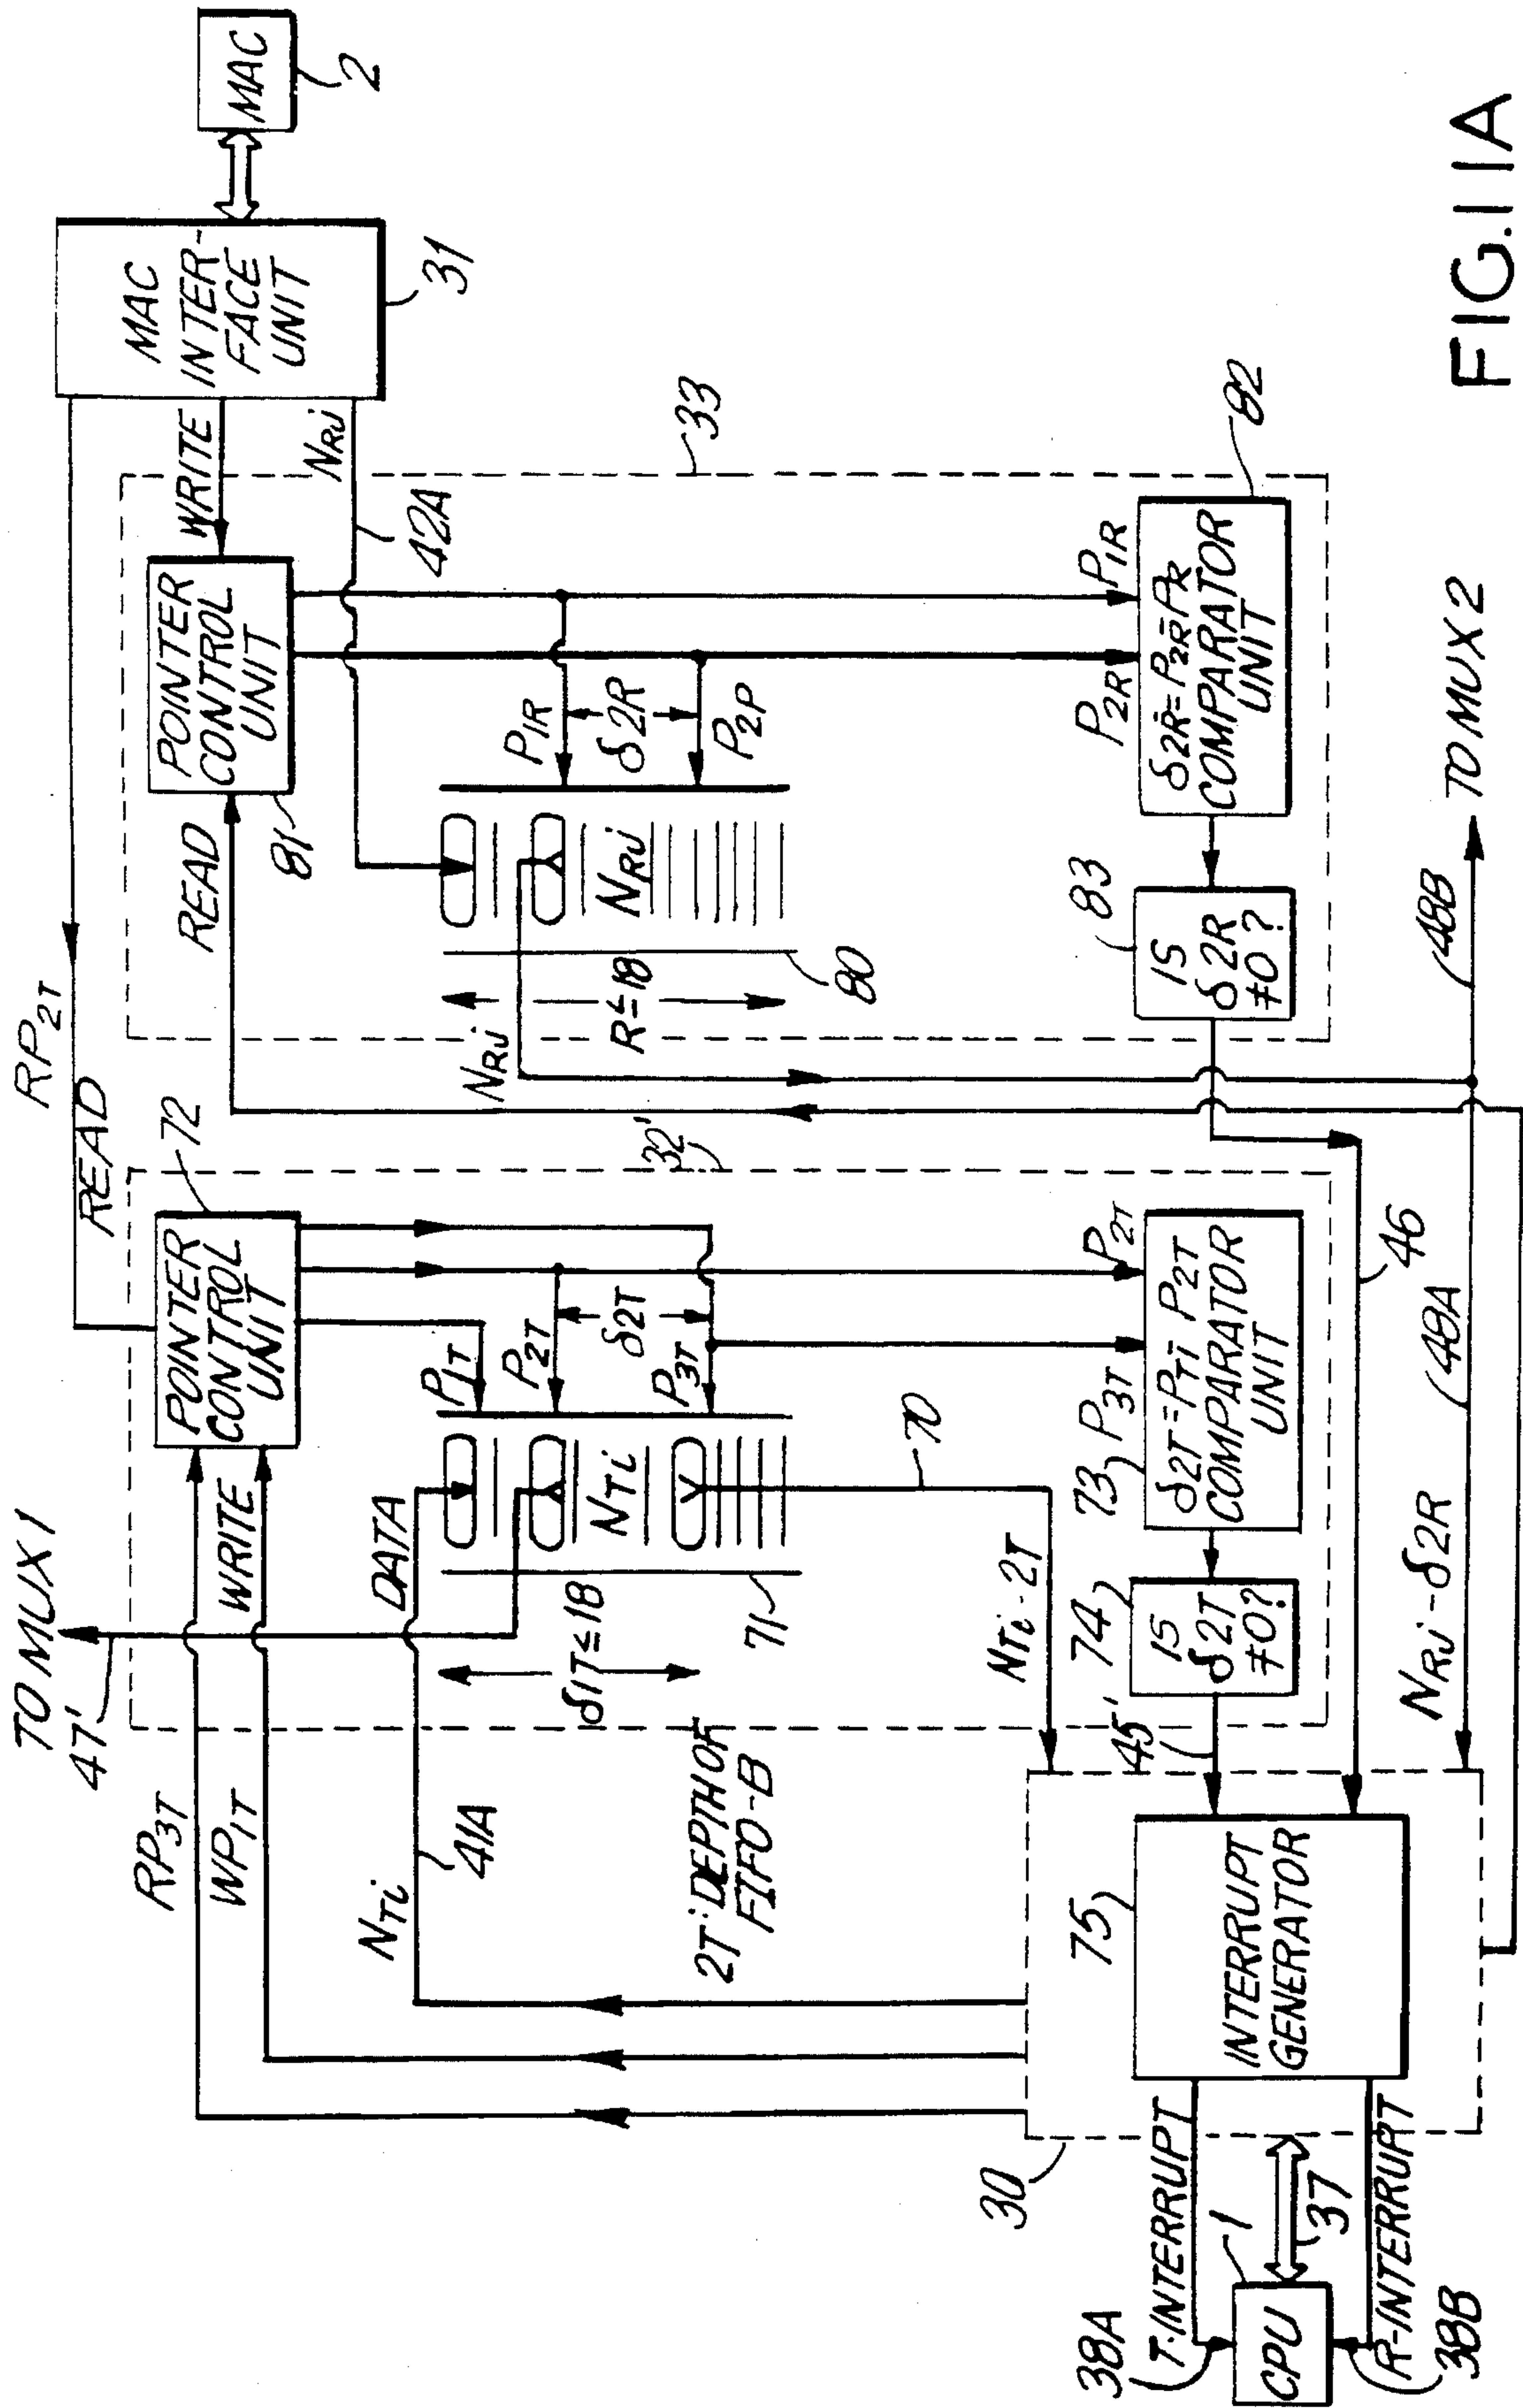 TO MUX 1
47'
RP3T
WP1T
WRITE
NTi
41A
DATA
POINTER
CONTROL
UNIT
72
READ
RP2T
P1T
P2T
δ2T
P3T
NTi
δ1T≤18
71
70
2T: DEPTH OF
FIFO-B
32'
NTi-2T
73
P3T
P2T
δ2T=PTi-P2T
COMPARATOR
UNIT
74
IS
δ2T
≠0?
45'
46
30
75
INTERRUPT
GENERATOR
38A
T-INTERRUPT
CPU
1
37
R-INTERRUPT
38B
NRj-δ2R
48A
48B
TO MUX 2
READ
81
POINTER
CONTROL
UNIT
WRITE
NRj
42A
33
P1R
δ2R
P2P
NRj
NRj
R≤18
80
83
IS
δ2R
≠0?
P2R
P1R
δ2R=P2R=PR
COMPARATOR
UNIT
82
MAC
INTER-
FACE
UNIT
31
MAC
2
FIG.11A